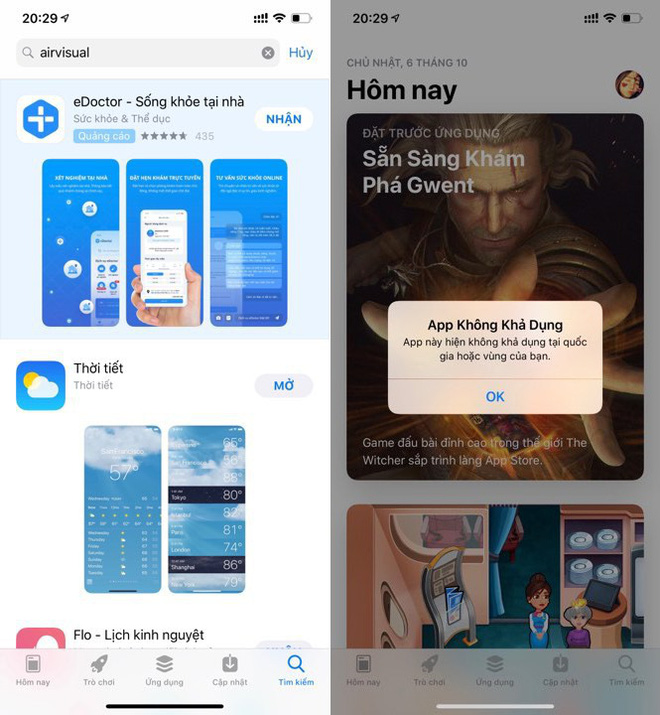 20:29
airvisual
Hủy
eDoctor - Sống khỏe tại nhà
Sức khỏe & Thể dục
NHẬN
Quảng cáo
435
XÉT NGHIỆM TẠI NHÀ
ĐẶT HẸN KHÁM TRỰC TUYẾN
TƯ VẤN SỨC KHỎE ONLINE
Thời tiết
Thời tiết
MỞ
San Francisco
57°
65°
Tokyo
80°
Istanbul
82°
Paris
81°
London
74°
Shanghai
86°
New York
79°
Flo - Lịch kinh nguyệt
Hôm nay
Trò chơi
Ứng dụng
Cập nhật
Tìm kiếm
20:29
CHỦ NHẬT, 6 THÁNG 10
Hôm nay
ĐẶT TRƯỚC ỨNG DỤNG
Sẵn Sàng Khám
Phá Gwent
App Không Khả Dụng
App này hiện không khả dụng tại quốc
gia hoặc vùng của bạn.
OK
Game đấu bài đỉnh cao trong thế giới The
Witcher sắp trình làng App Store.
Hôm nay
Trò chơi
Ứng dụng
Cập nhật
Tìm kiếm